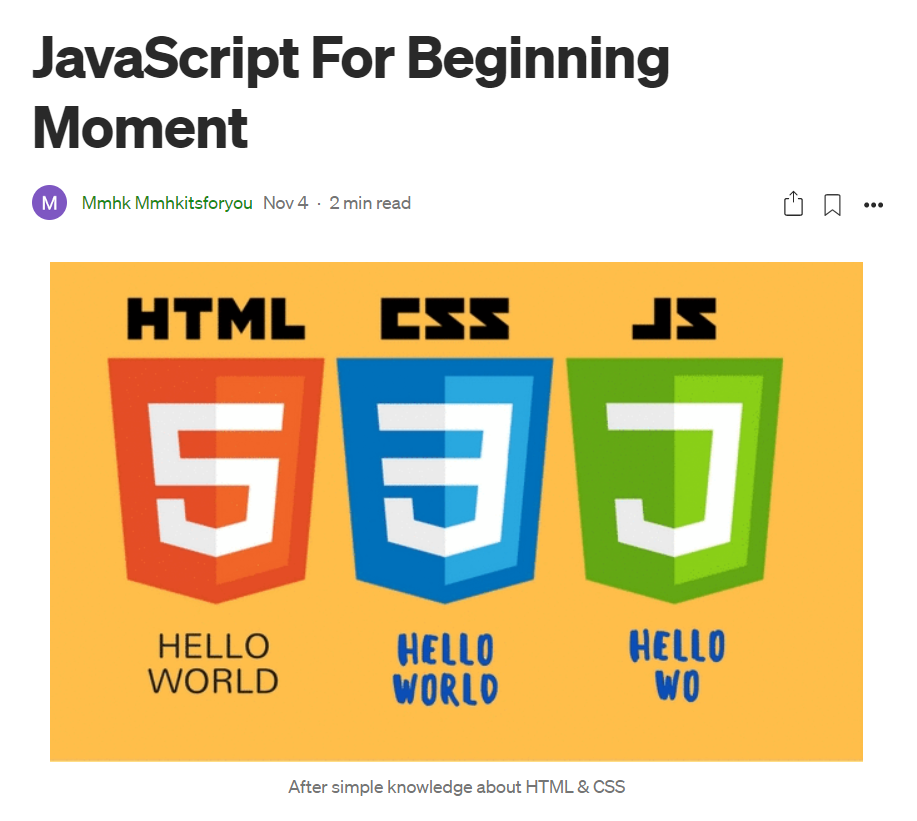 JavaScript For Beginning
Moment
M
Mmhk Mmhkitsforyou Nov 4 · 2 min read
HTML CSS JS
5 3 J
HELLO
WORLD
HELLO
WORLD
HELLO
WO
After simple knowledge about HTML & CSS